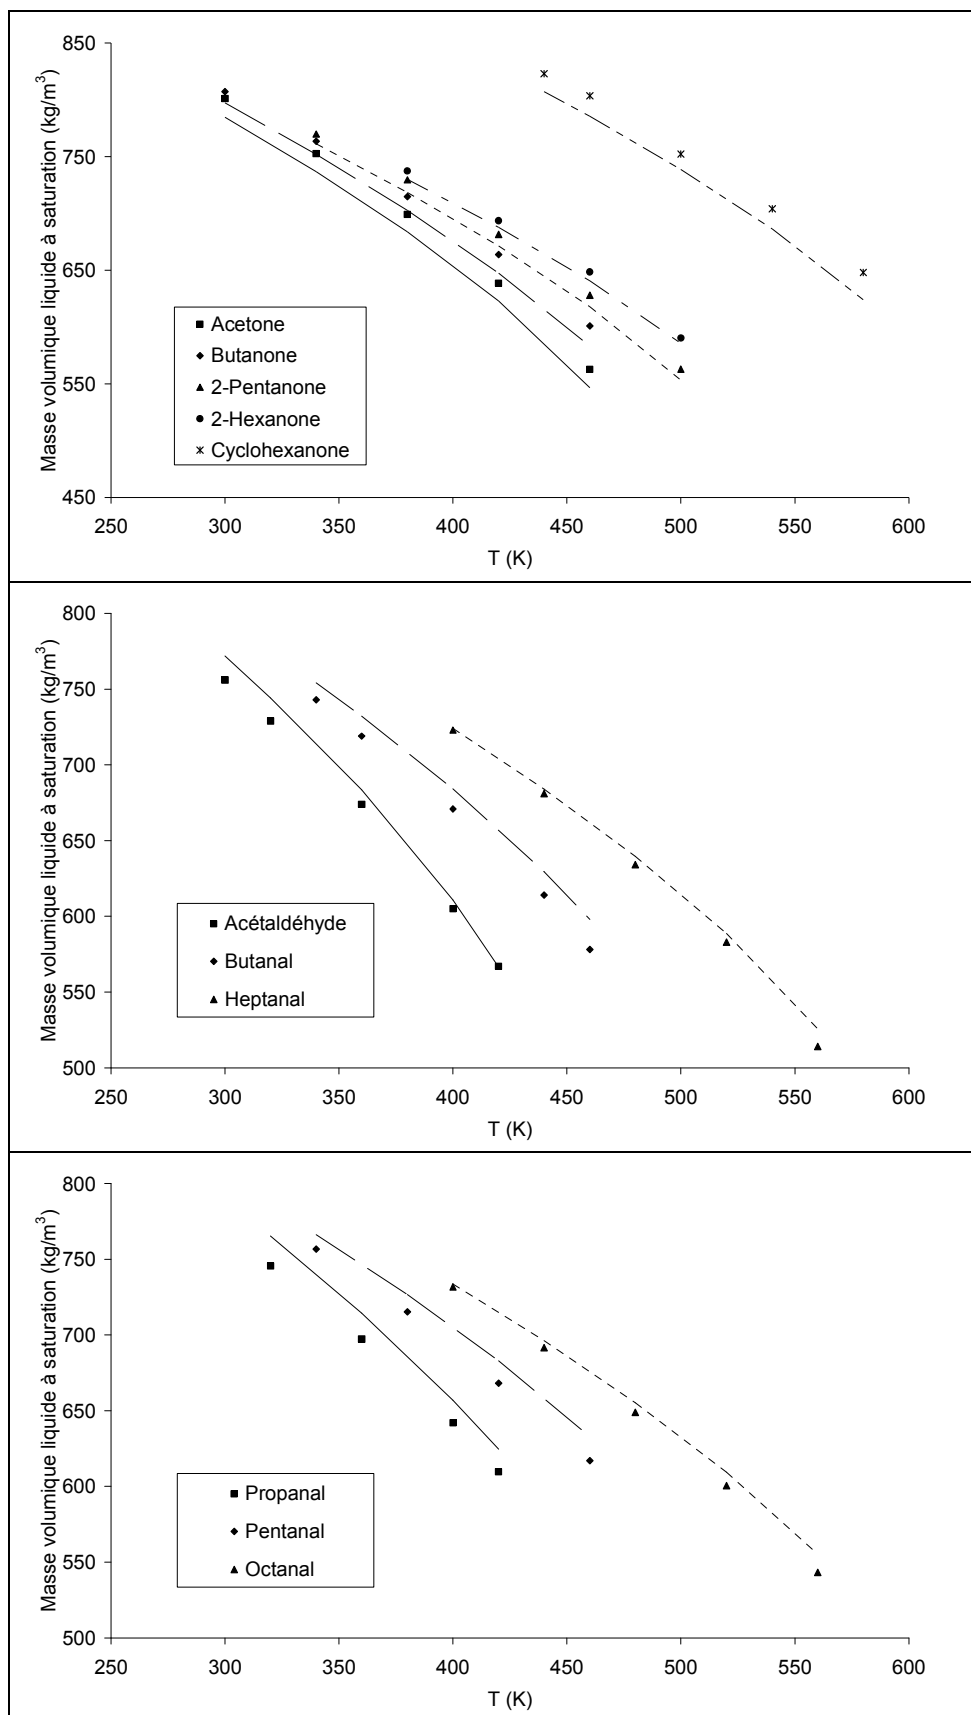 Masse volumique liquide à saturation (kg/m³)
850
750
650
550
450
Acetone
Butanone
2-Pentanone
2-Hexanone
Cyclohexanone
250 300 350 400 450 500 550 600
T (K)
Masse volumique liquide à saturation (kg/m³)
800
750
700
650
600
550
500
Acétaldéhyde
Butanal
Heptanal
250 300 350 400 450 500 550 600
T (K)
Masse volumique liquide à saturation (kg/m³)
800
750
700
650
600
550
500
Propanal
Pentanal
Octanal
250 300 350 400 450 500 550 600
T (K)